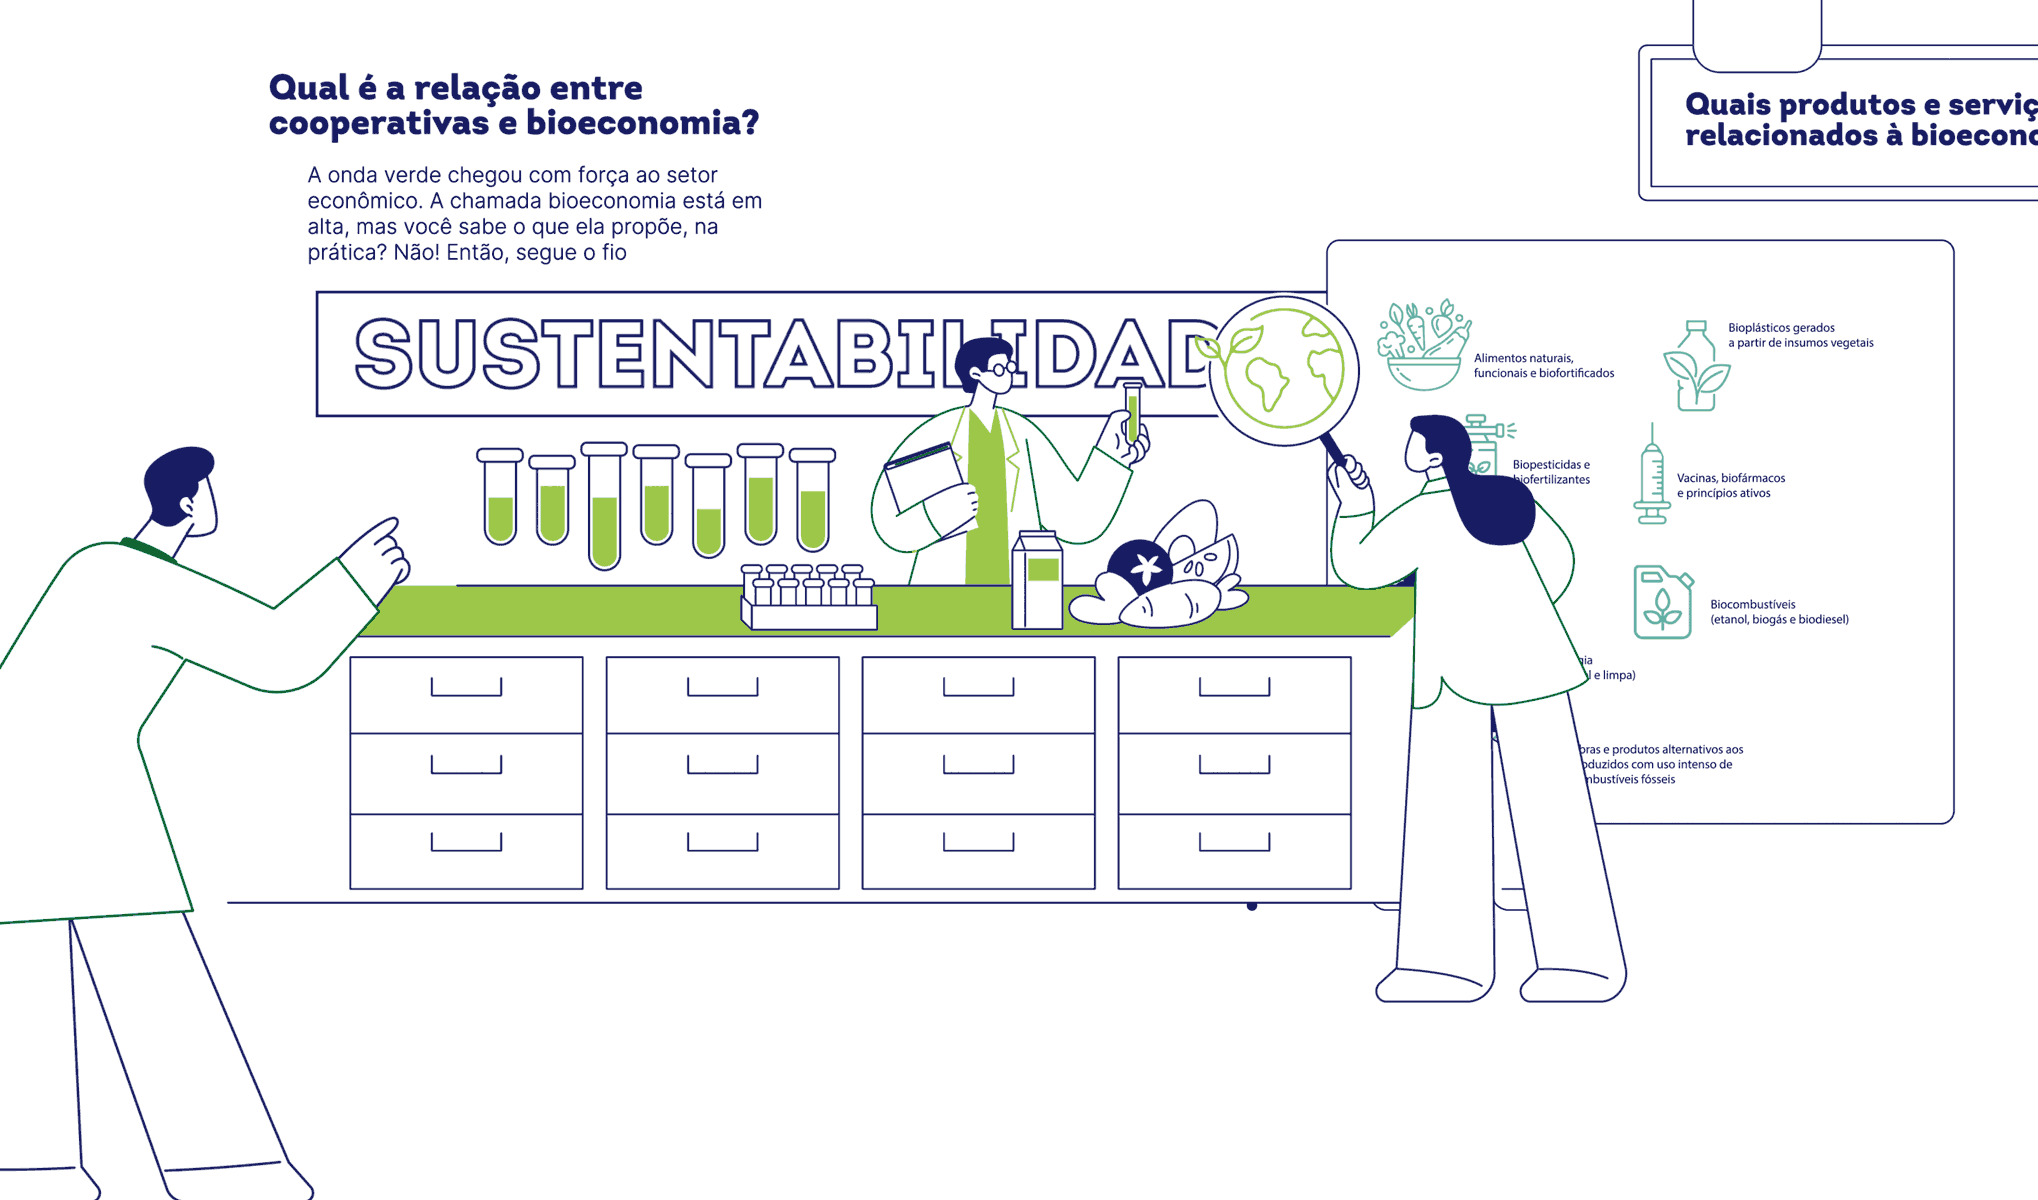 Qual é a relação entre
cooperativas e bioeconomia?
A onda verde chegou com força ao setor
econômico. A chamada bioeconomia está em
alta, mas você sabe o que ela propõe, na
prática? Não! Então, segue o fio
Quais produtos e serviç
relacionados à bioecono
SUSTENTABILIDAD
Alimentos naturais,
funcionais e biofortificados
Bioplásticos gerados
a partir de insumos vegetais
Biopesticidas e
biofertilizantes
Vacinas, biofármacos
e princípios ativos
Biocombustíveis
(etanol, biogás e biodiesel)
e limpa)
e produtos alternativos aos
com uso intenso de
fósseis